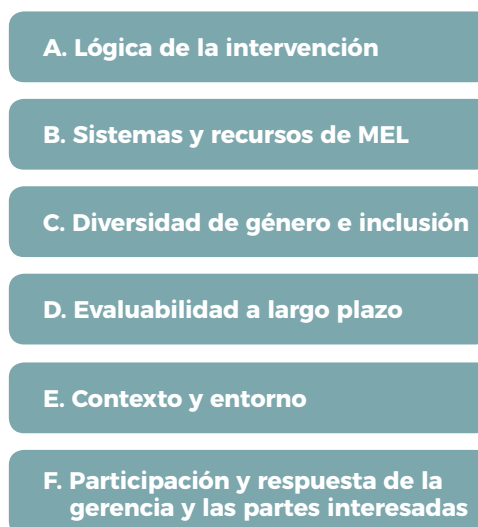 A. Lógica de la intervención
B. Sistemas y recursos de MEL
C. Diversidad de género e inclusión
D. Evaluabilidad a largo plazo
E. Contexto y entorno
F. Participación y respuesta de la
gerencia y las partes interesadas